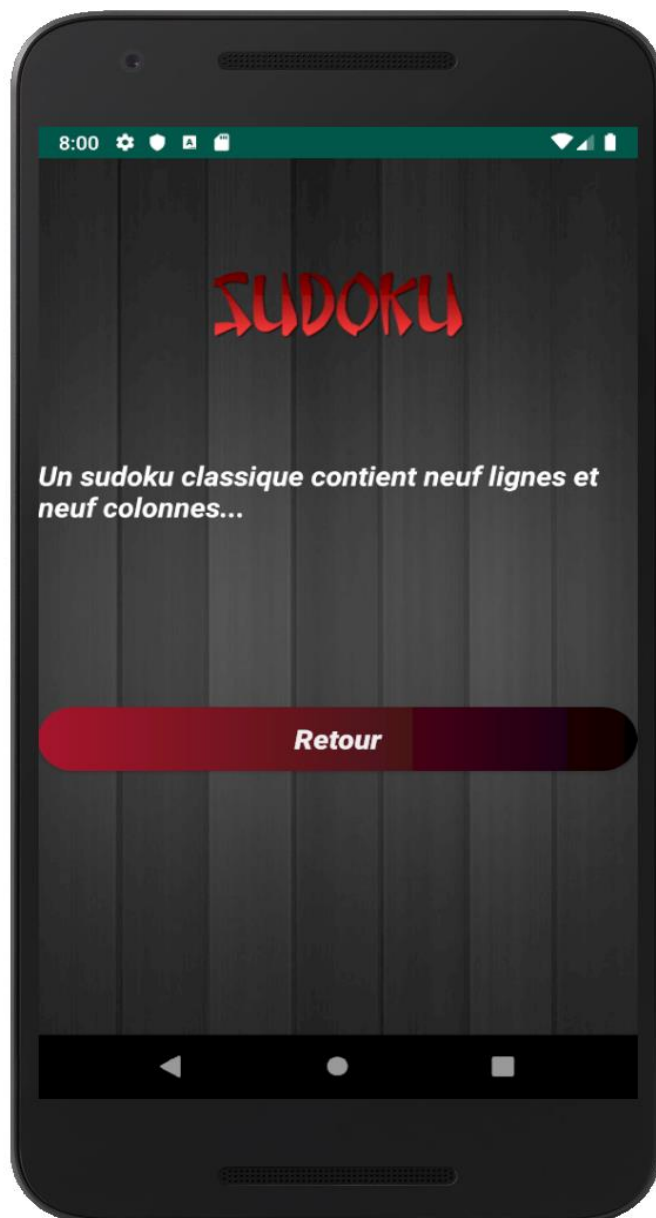 8:00
SUDOKU
Un sudoku classique contient neuf lignes et
neuf colonnes...
Retour